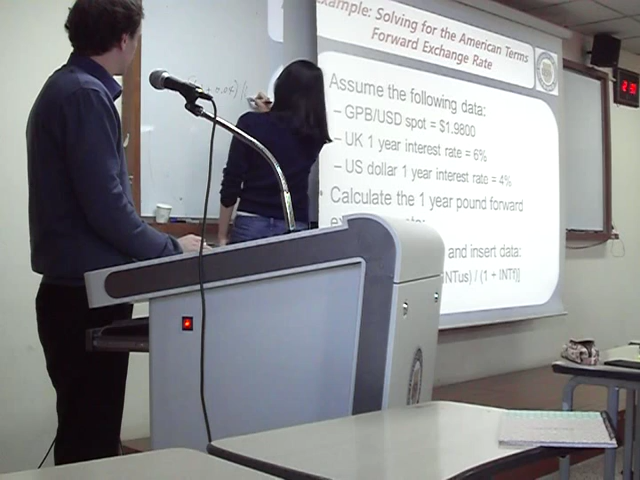 Example: Solving for the American Terms
Forward Exchange Rate
Assume the following data:
– GPB/USD spot = $1.9800
– UK 1 year interest rate = 6%
– US dollar 1 year interest rate = 4%
• Calculate the 1 year pound forward
and insert data:
INTus) / (1 + INTf)]